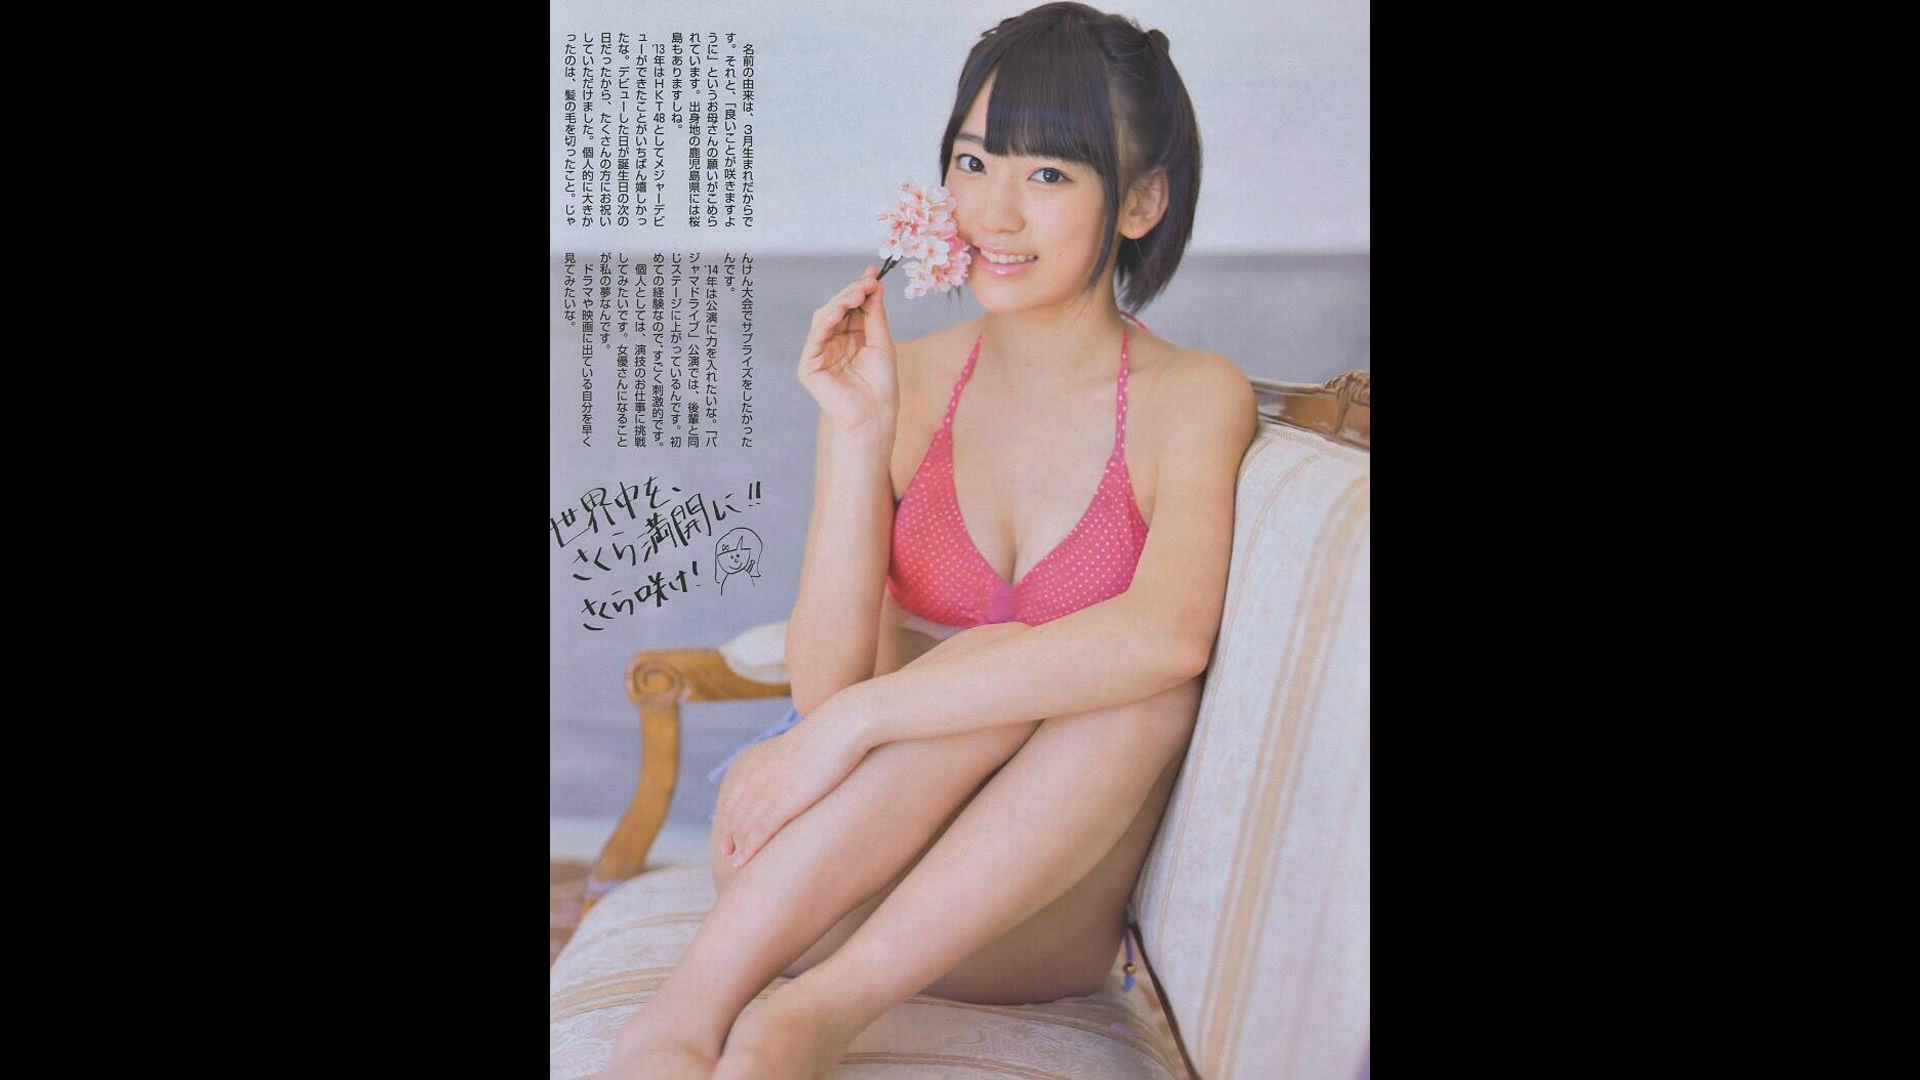 名前の由来は、3月生まれだからで
す。それと、「良いことが咲きますよ
うに」というお母さんの願いがこめら
れています。出身地の鹿児島県には桜
島もありますしね。
'13年はHKT48としてメジャーデビ
ューができたことがいちばん嬉しかっ
たな。デビューした日が誕生日の次の
日だったから、たくさんの方にお祝い
していただけました。個人的に大きか
ったのは、髪の毛を切ったこと。じゃ
んけん大会でサプライズをしたかった
んです。
'14年は公演に力を入れたいな。「パ
ジャマドライブ」公演では、後輩と同
じステージに上がっているんです。初
めての経験なので、すごく刺激的です。
個人としては、演技のお仕事に挑戦
してみたいです。女優さんになること
が私の夢なんです。
ドラマや映画に出ている自分を早く
見てみたいな。
世界中を、
さくら満開に!!
さくら咲け!